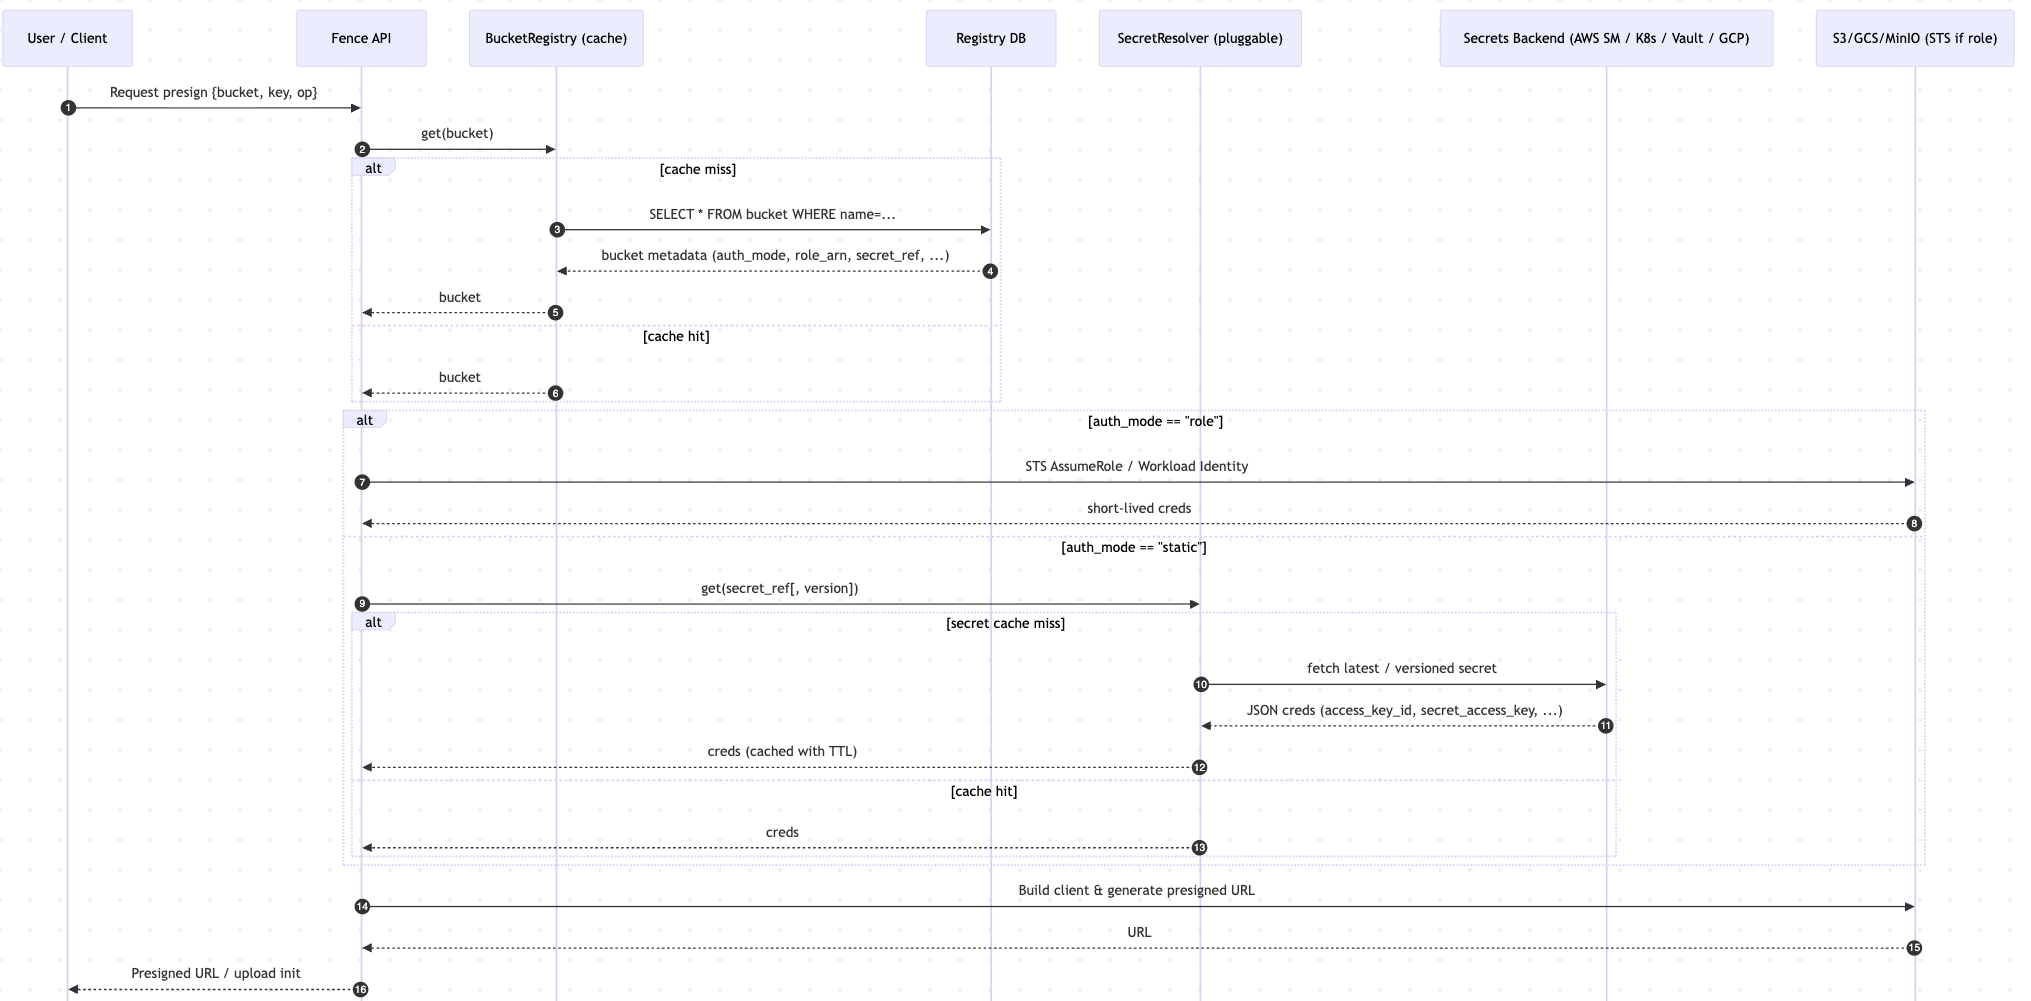 User / Client
Fence API
BucketRegistry (cache)
Registry DB
SecretResolver (pluggable)
Secrets Backend (AWS SM / K8s / Vault / GCP)
S3/GCS/MinIO (STS if role)
Request presign {bucket, key, op}
1
get(bucket)
2
alt
[cache miss]
SELECT * FROM bucket WHERE name=...
3
bucket metadata (auth_mode, role_arn, secret_ref, ...)
4
bucket
5
[cache hit]
bucket
6
alt
[auth_mode == "role"]
STS AssumeRole / Workload Identity
7
short-lived creds
8
[auth_mode == "static"]
get(secret_ref[, version])
9
alt
[secret cache miss]
fetch latest / versioned secret
10
JSON creds (access_key_id, secret_access_key, ...)
11
creds (cached with TTL)
12
[cache hit]
creds
13
Build client & generate presigned URL
14
URL
15
Presigned URL / upload init
16